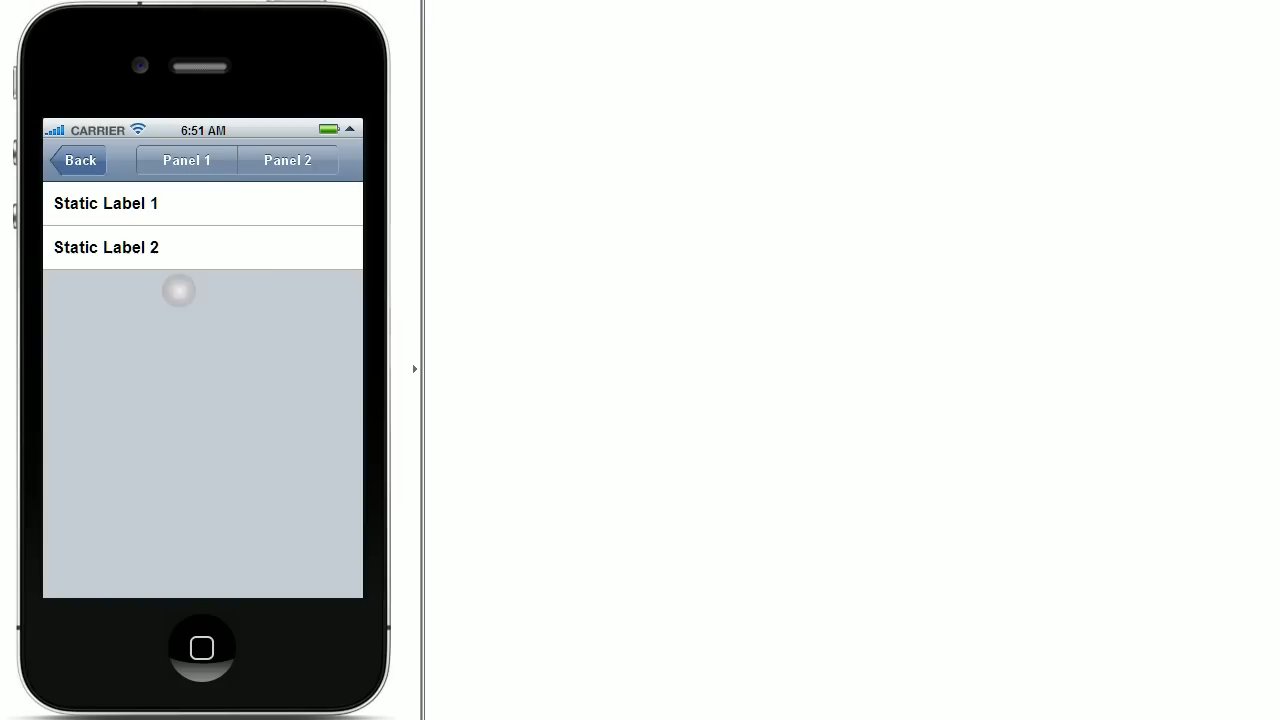 CARRIER 6:51 AM
Back Panel 1 Panel 2
Static Label 1
Static Label 2